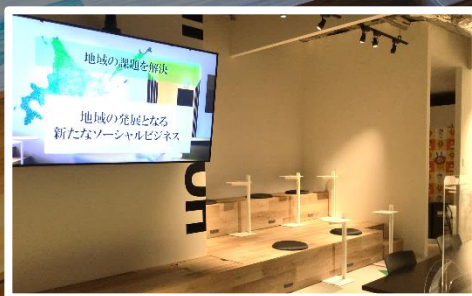 地域の課題を解決
地域の発展となる
新たなソーシャルビジネス